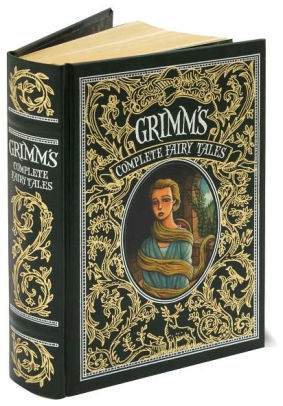 GRIMM'S
COMPLETE
FAIRY TALES
GRIMM'S
COMPLETE FAIRY TALES